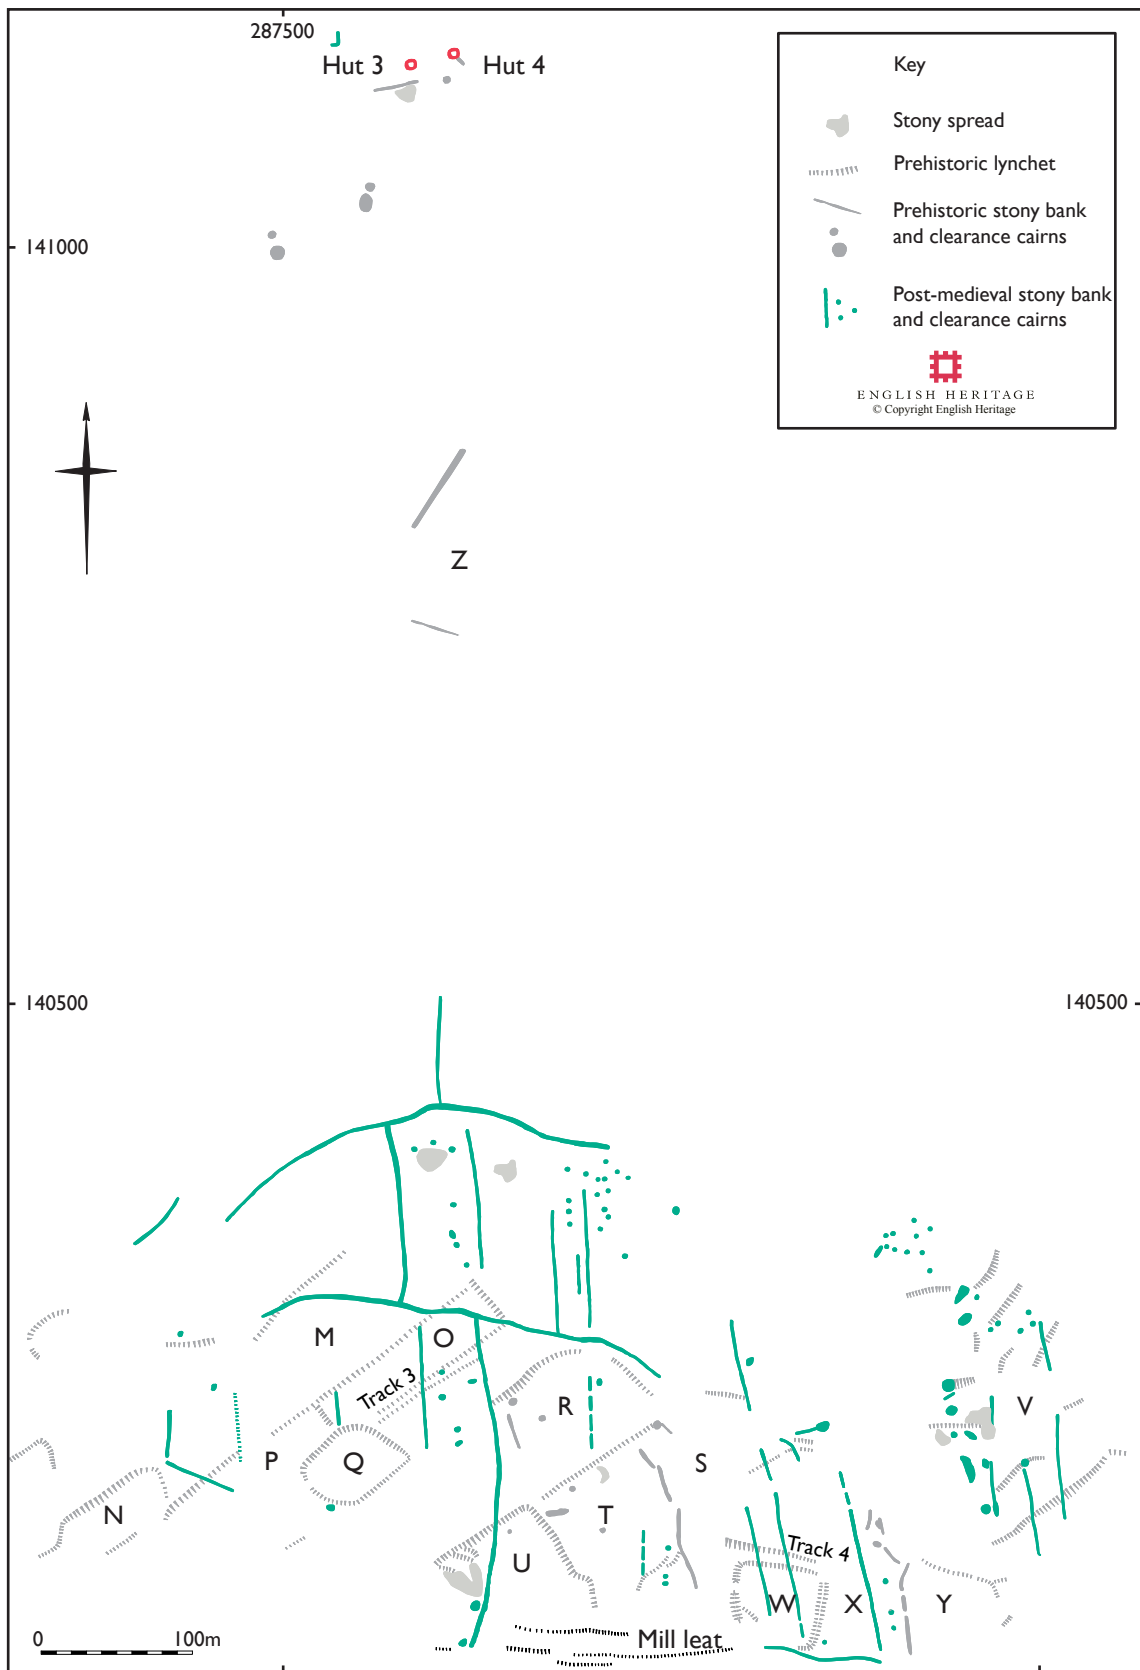 287500
Hut 3
Hut 4
Key
Stony spread
Prehistoric lynchet
Prehistoric stony bank
and clearance cairns
Post-medieval stony bank
and clearance cairns
ENGLISH HERITAGE
© Copyright English Heritage
141000
Z
140500
140500
M
O
Track 3
R
V
P
Q
S
N
T
U
Track 4
W
X
Y
0
100m
Mill leat